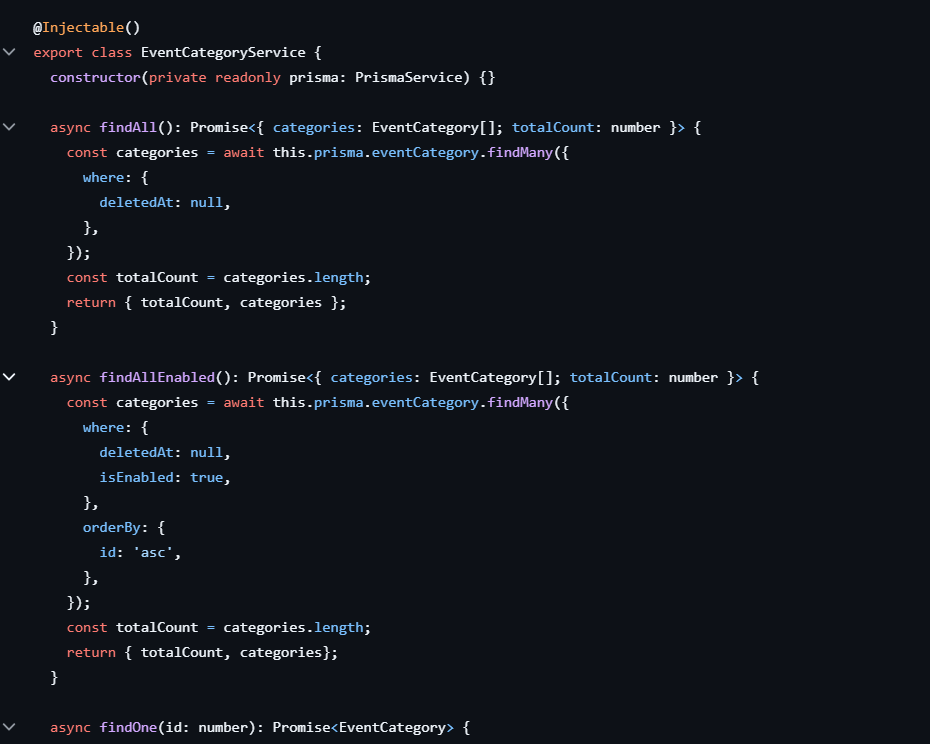 @Injectable()
export class EventCategoryService {
  constructor(private readonly prisma: PrismaService) {}

  async findAll(): Promise<{ categories: EventCategory[]; totalCount: number }> {
    const categories = await this.prisma.eventCategory.findMany({
      where: {
        deletedAt: null,
      },
    });
    const totalCount = categories.length;
    return { totalCount, categories };
  }

  async findAllEnabled(): Promise<{ categories: EventCategory[]; totalCount: number }> {
    const categories = await this.prisma.eventCategory.findMany({
      where: {
        deletedAt: null,
        isEnabled: true,
      },
      orderBy: {
        id: 'asc',
      },
    });
    const totalCount = categories.length;
    return { totalCount, categories};
  }

  async findOne(id: number): Promise<EventCategory> {